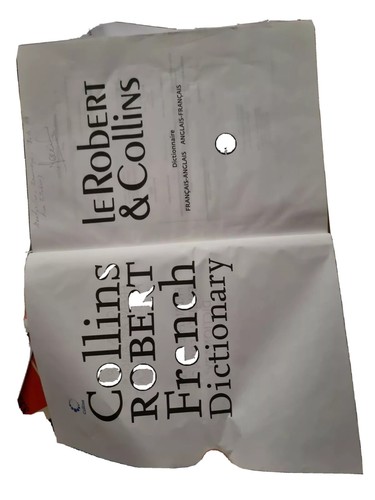 Collins
ROBERT
French
Dictionary
le ROBERT
& Collins
Dictionnaire
FRANÇAIS-ANGLAIS ANGLAIS-FRANÇAIS